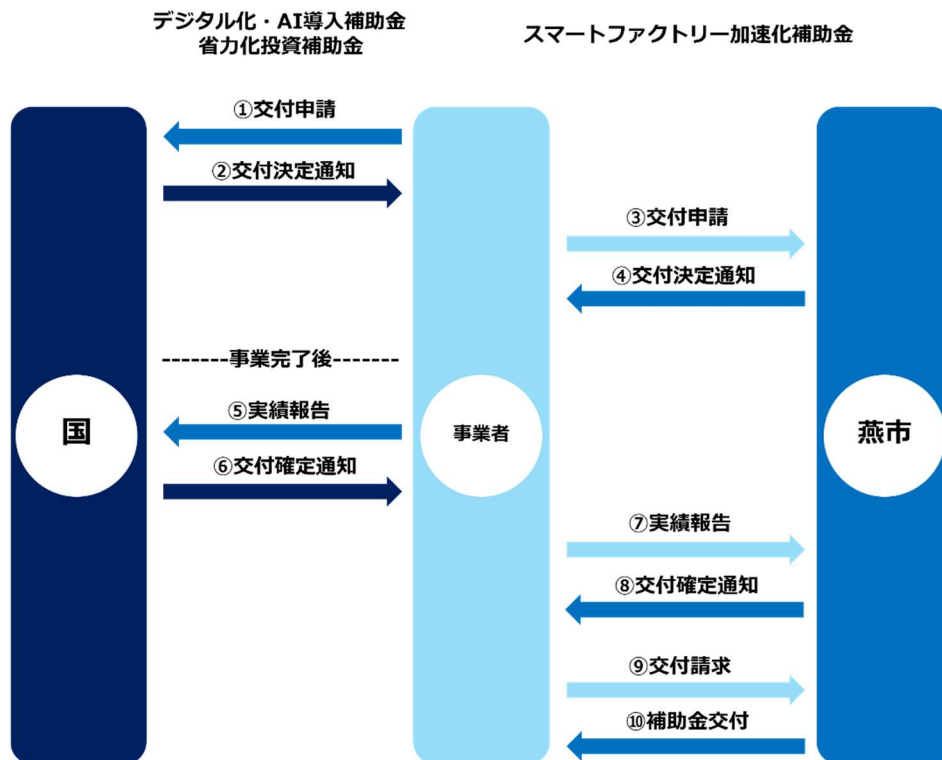 デジタル化・AI導入補助金
省力化投資補助金
スマートファクトリー加速化補助金
①交付申請
②交付決定通知
③交付申請
④交付決定通知
-------事業完了後-------
⑤実績報告
国
事業者
燕市
⑥交付確定通知
⑦実績報告
⑧交付確定通知
⑨交付請求
⑩補助金交付